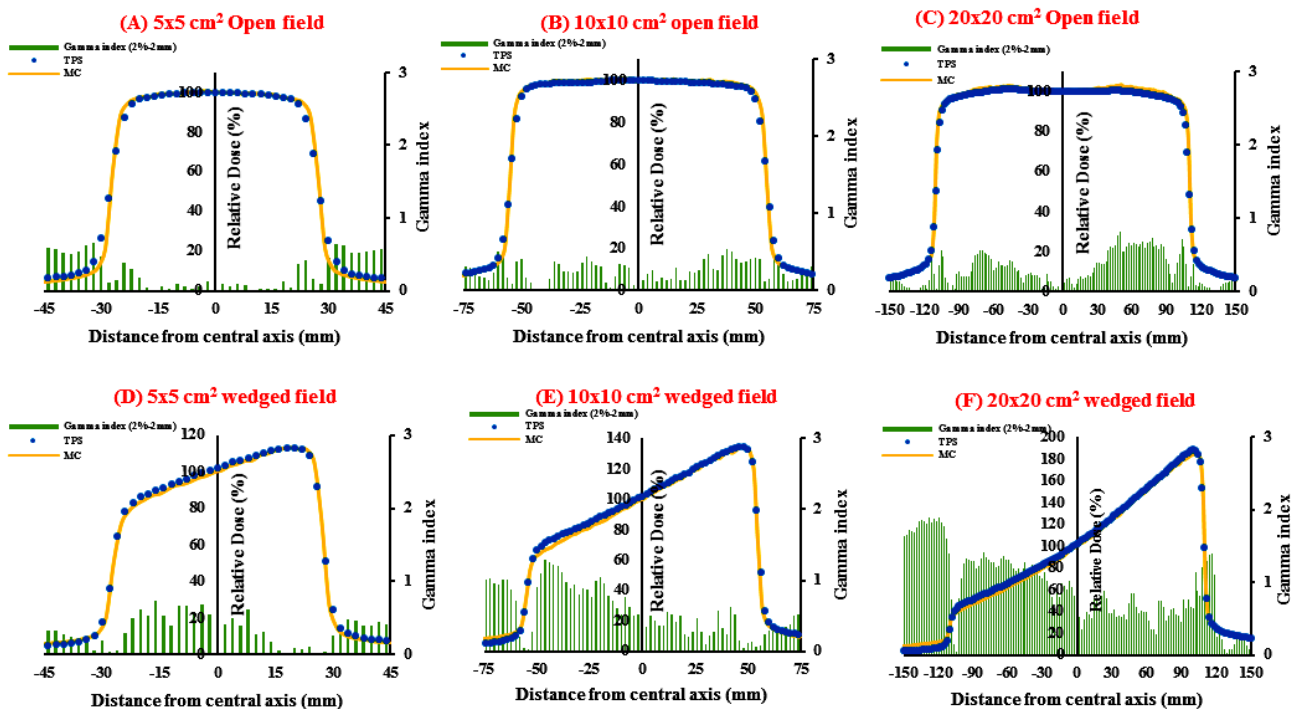 (A) 5x5 cm² Open field
Gamma index (2%-2mm)
TPS
MC
100
80
60
40
20
0
Relative Dose (%)
3
2
1
0
Gamma index
-45 -30 -15 0 15 30 45
Distance from central axis (mm)
(B) 10x10 cm² open field
Gamma index (2%-2mm)
TPS
MC
100
80
60
40
20
0
Relative Dose (%)
3
2
1
0
Gamma index
-75 -50 -25 0 25 50 75
Distance from central axis (mm)
(C) 20x20 cm² Open field
Gamma index (2%-2mm)
TPS
MC
100
80
60
40
20
0
Relative Dose (%)
3
2
1
0
Gamma index
-150 -120 -90 -60 -30 0 30 60 90 120 150
Distance from central axis (mm)
(D) 5x5 cm² wedged field
Gamma index (2%-2mm)
TPS
MC
120
100
80
60
40
20
0
Relative Dose (%)
3
2
1
0
Gamma index
-45 -30 -15 0 15 30 45
Distance from central axis (mm)
(E) 10x10 cm² wedged field
Gamma index (2%-2mm)
TPS
MC
140
120
100
80
60
40
20
0
Relative Dose (%)
3
2
1
0
Gamma index
-75 -50 -25 0 25 50 75
Distance from central axis (mm)
(F) 20x20 cm² wedged field
Gamma index (2%-2mm)
TPS
MC
200
180
160
140
120
100
80
60
40
20
0
Relative Dose (%)
3
2
1
0
Gamma index
-150 -120 -90 -60 -30 0 30 60 90 120 150
Distance from central axis (mm)